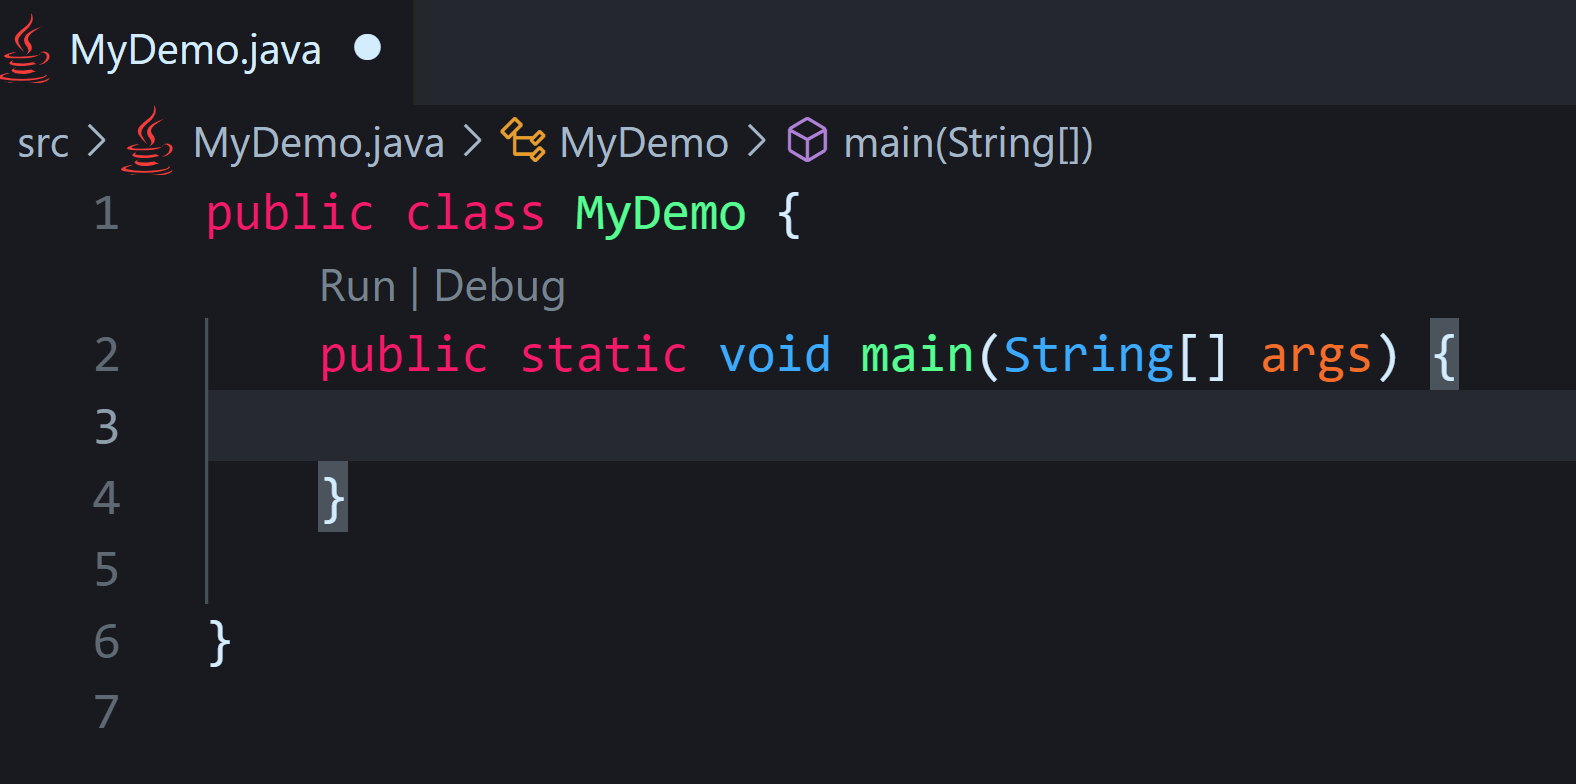 MyDemo.java
src > MyDemo.java > MyDemo > main(String[])
1 public class MyDemo {
Run | Debug
2 public static void main(String[] args) {
3
4 }
5
6 }
7